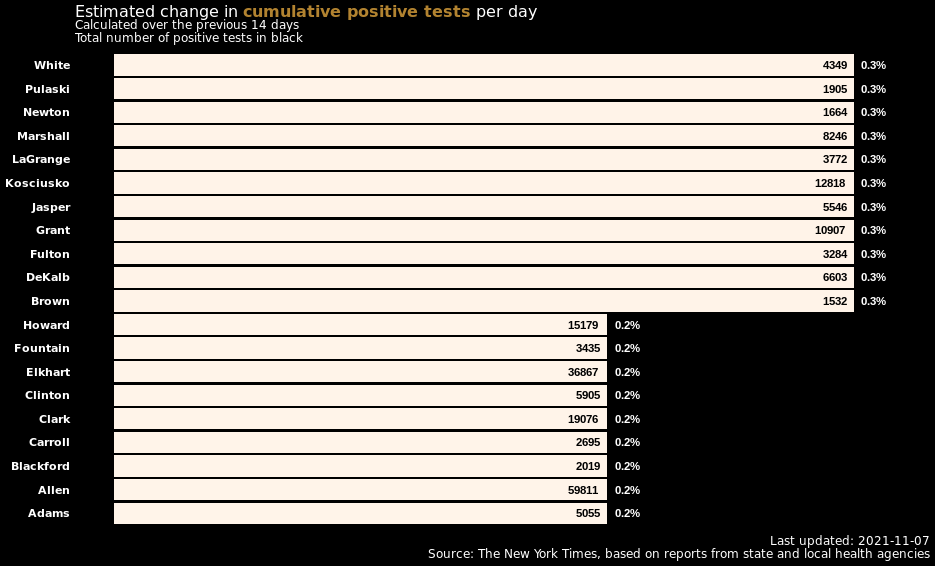 Estimated change in cumulative positive tests per day
Calculated over the previous 14 days
Total number of positive tests in black
White 4349 0.3%
Pulaski 1905 0.3%
Newton 1664 0.3%
Marshall 8246 0.3%
LaGrange 3772 0.3%
Kosciusko 12818 0.3%
Jasper 5546 0.3%
Grant 10907 0.3%
Fulton 3284 0.3%
DeKalb 6603 0.3%
Brown 1532 0.3%
Howard 15179 0.2%
Fountain 3435 0.2%
Elkhart 36867 0.2%
Clinton 5905 0.2%
Clark 19076 0.2%
Carroll 2695 0.2%
Blackford 2019 0.2%
Allen 59811 0.2%
Adams 5055 0.2%
Last updated: 2021-11-07
Source: The New York Times, based on reports from state and local health agencies